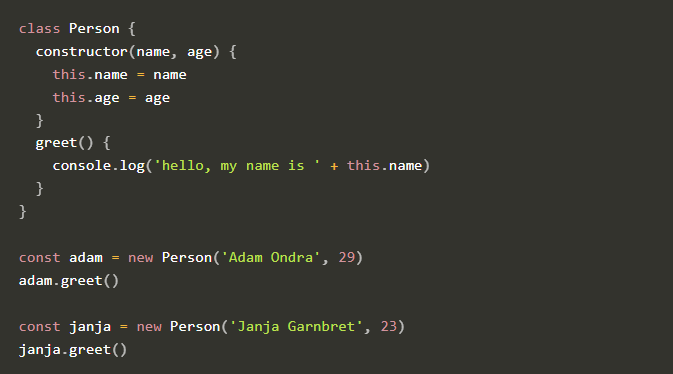 class Person {
  constructor(name, age) {
    this.name = name
    this.age = age
  }
  greet() {
    console.log('hello, my name is ' + this.name)
  }
}

const adam = new Person('Adam Ondra', 29)
adam.greet()

const janja = new Person('Janja Garnbret', 23)
janja.greet()